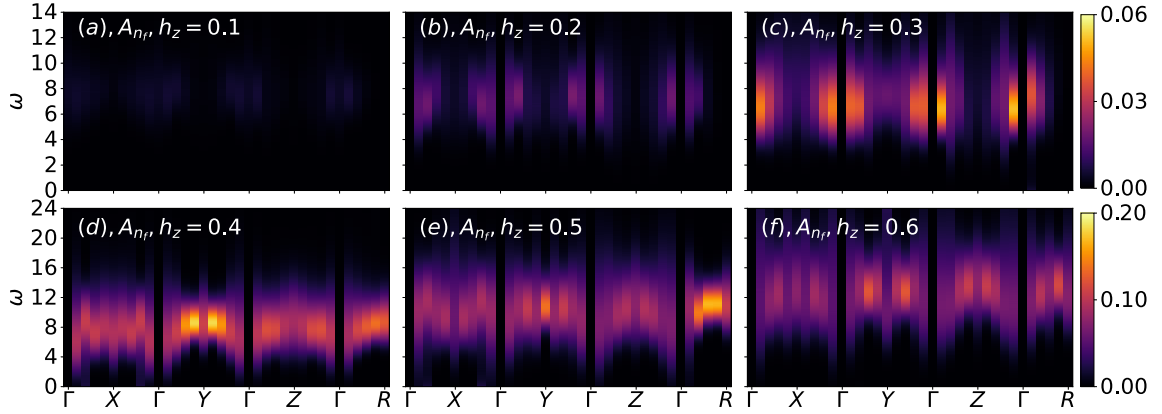 (a), A_{n_f}, h_z = 0.1
(b), A_{n_f}, h_z = 0.2
(c), A_{n_f}, h_z = 0.3
14
12
10
8
6
4
2
0
ω
0.06
0.03
0.00
(d), A_{n_f}, h_z = 0.4
(e), A_{n_f}, h_z = 0.5
(f), A_{n_f}, h_z = 0.6
24
20
16
12
8
4
0
ω
0.20
0.10
0.00
Γ X Γ Y Γ Z Γ R
Γ X Γ Y Γ Z Γ R
Γ X Γ Y Γ Z Γ R